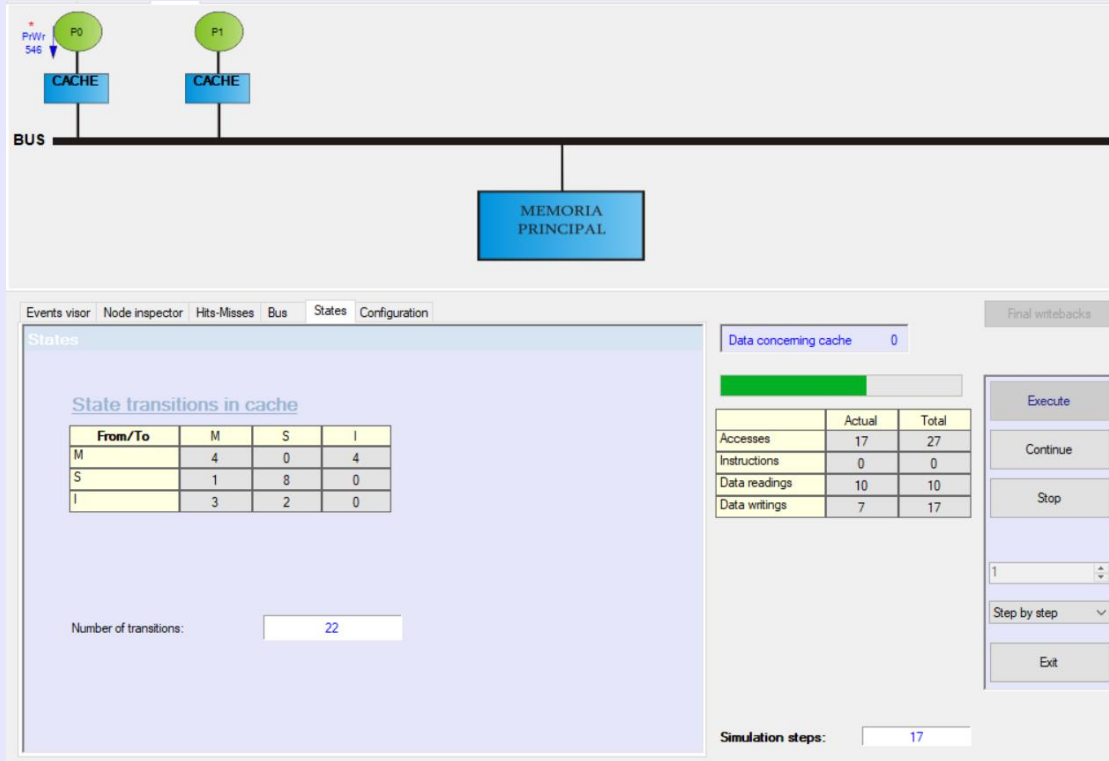 *
PrWr
546
P0
P1
CACHE
CACHE
BUS
MEMORIA
PRINCIPAL
Events visor Node inspector Hits-Misses Bus States Configuration
States
State transitions in cache
From/To M S I
M 4 0 4
S 1 8 0
I 3 2 0
Number of transitions: 22
Data concerning cache 0
Actual Total
Accesses 17 27
Instructions 0 0
Data readings 10 10
Data writings 7 17
Simulation steps: 17
Final writebacks
Execute
Continue
Stop
1
Step by step
Exit